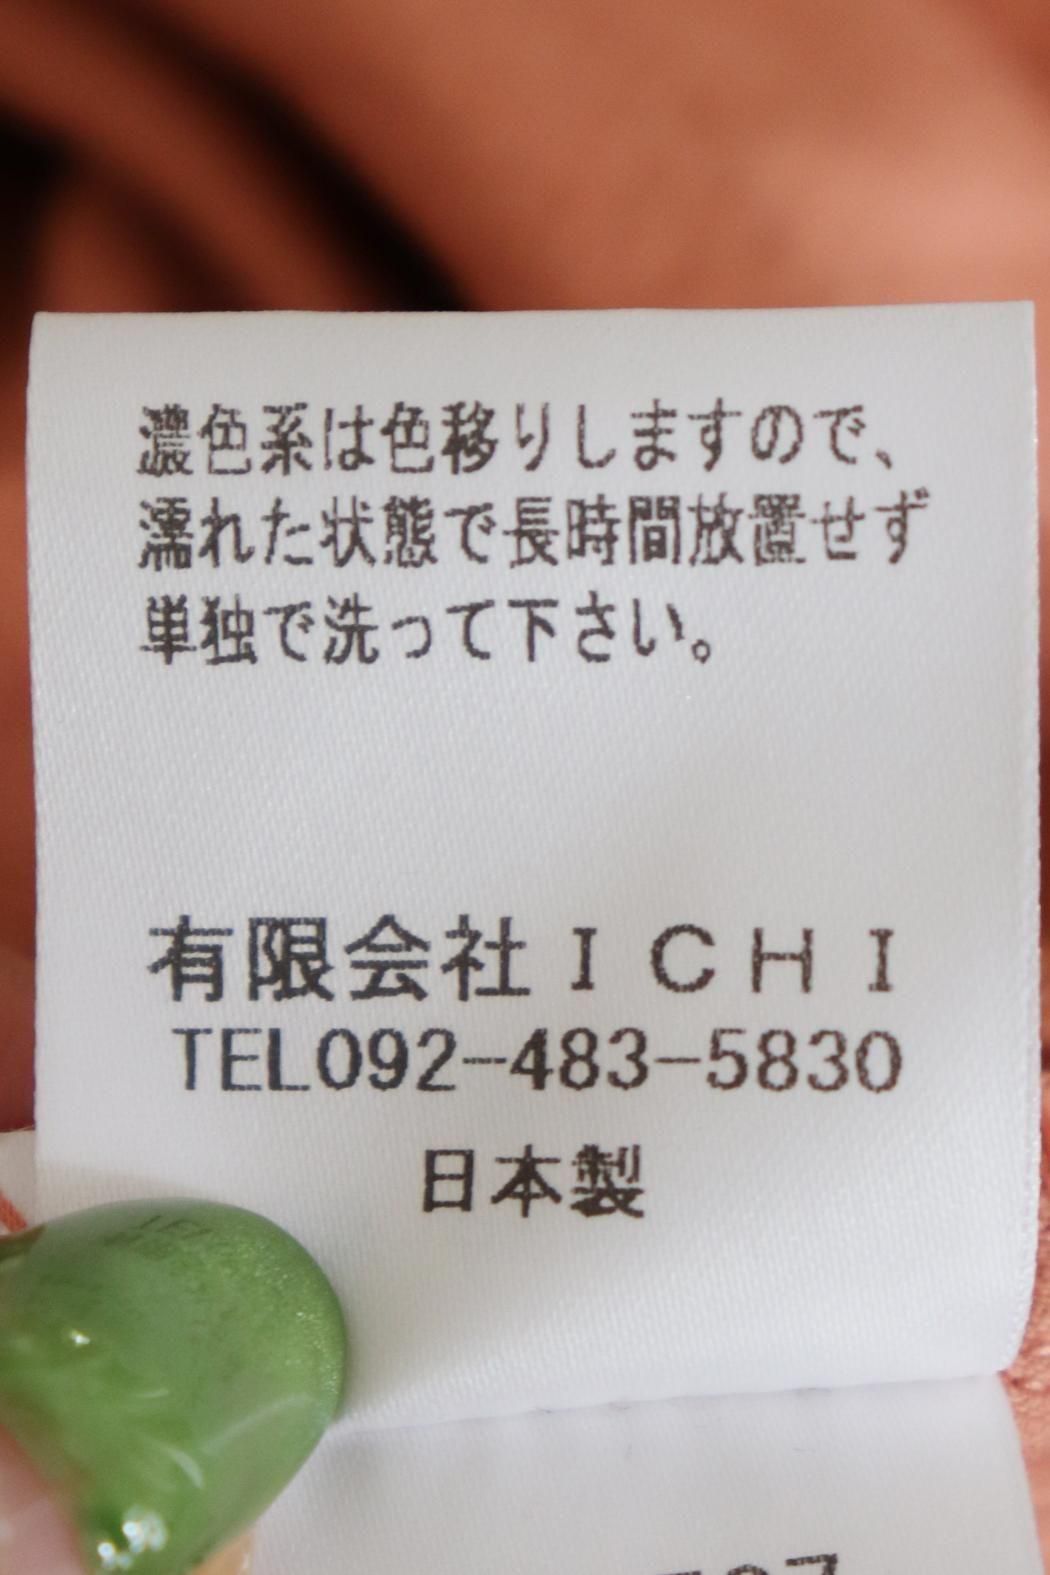 濃色系は色移りしますので、
濡れた状態で長時間放置せず
単独で洗って下さい。
有限会社ＩＣＨＩ
TEL092-483-5830
日本製